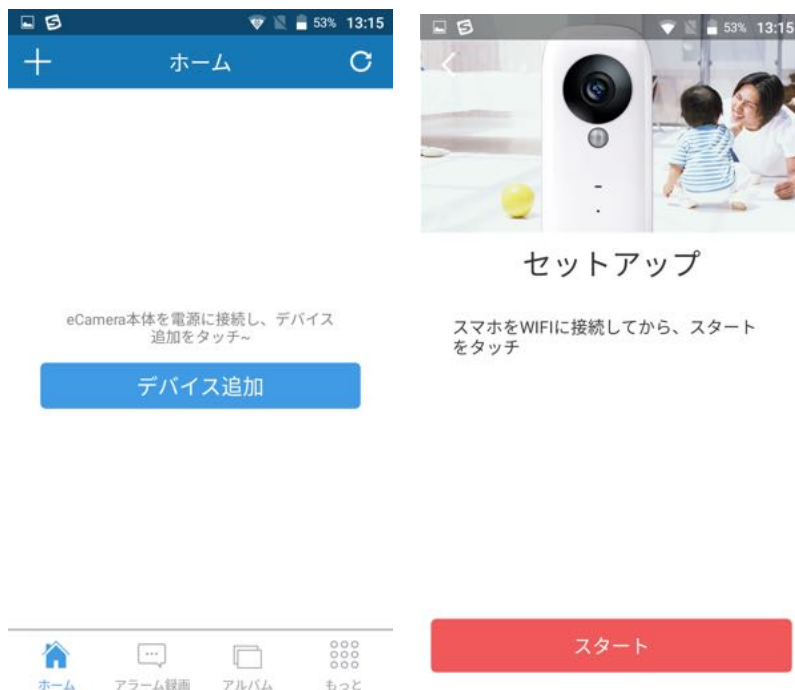 53% 13:15
ホーム
eCamera本体を電源に接続し、デバイス
追加をタッチ~
デバイス追加
ホーム
アラーム録画
アルバム
もっと
53% 13:15
セットアップ
スマホをWIFIに接続してから、スタート
をタッチ
スタート